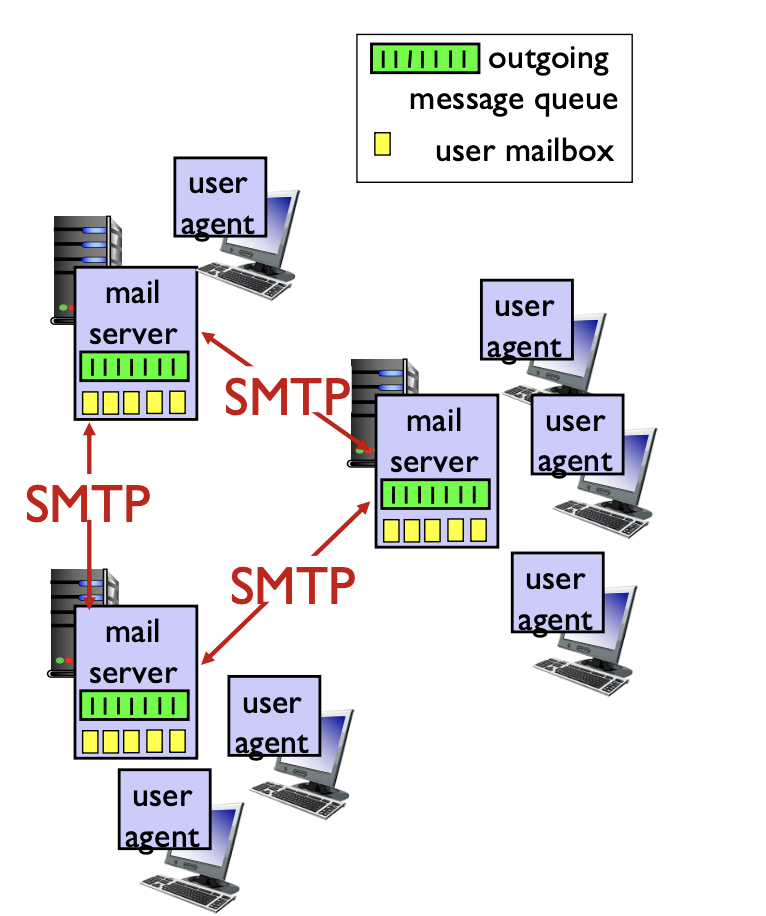 outgoing
message queue
user mailbox
user
agent
mail
server
user
agent
SMTP
mail
server
user
agent
SMTP
user
agent
SMTP
mail
server
user
agent
user
agent